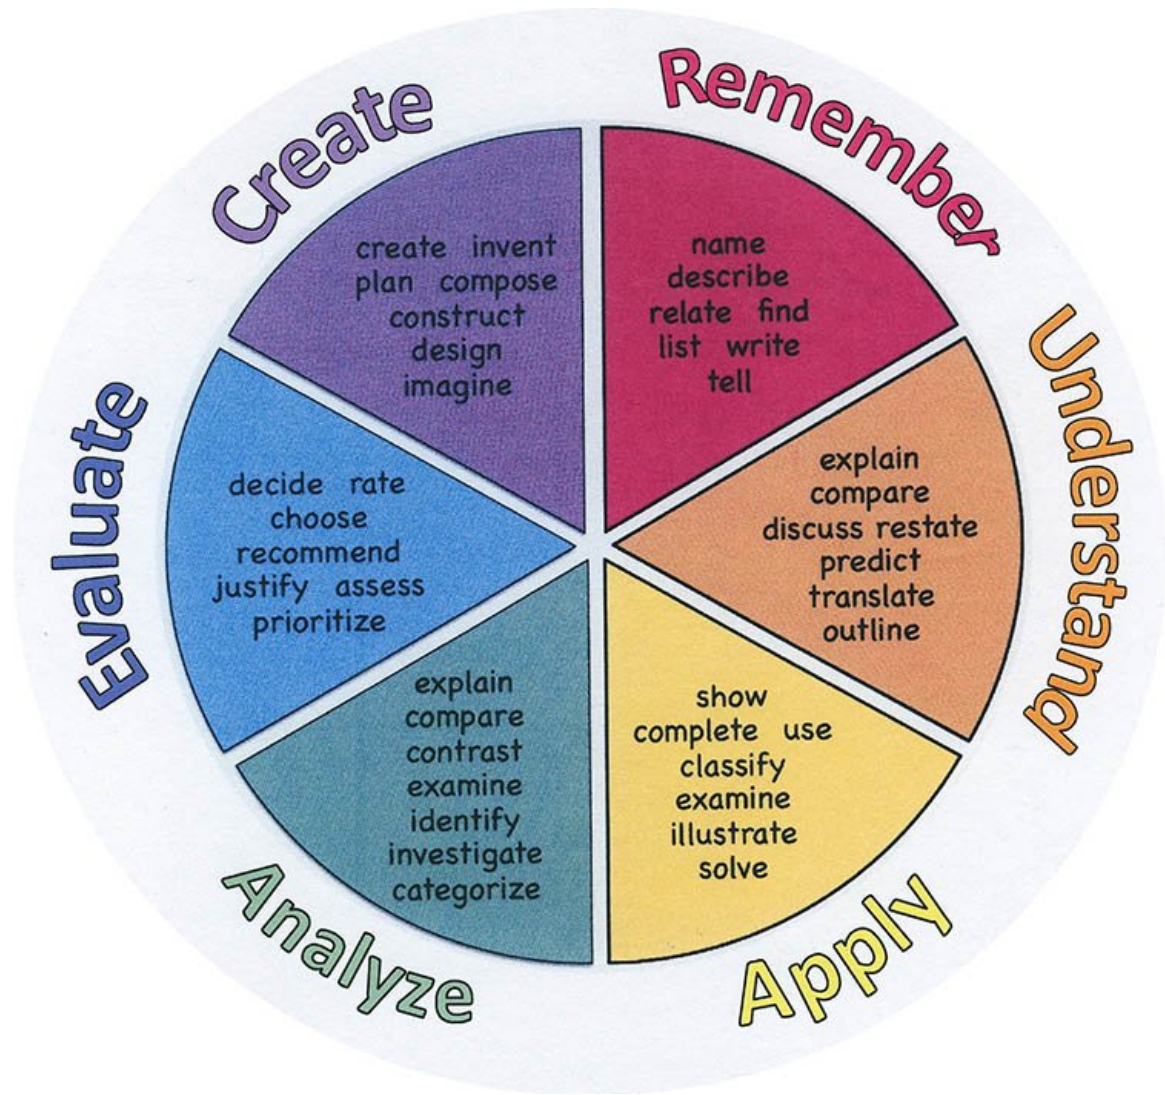 Remember
name
describe
relate find
list write
tell
Understand
explain
compare
discuss restate
predict
translate
outline
Apply
show
complete use
classify
examine
illustrate
solve
Analyze
explain
compare
contrast
examine
identify
investigate
categorize
Evaluate
decide rate
choose
recommend
justify assess
prioritize
Create
create invent
plan compose
construct
design
imagine